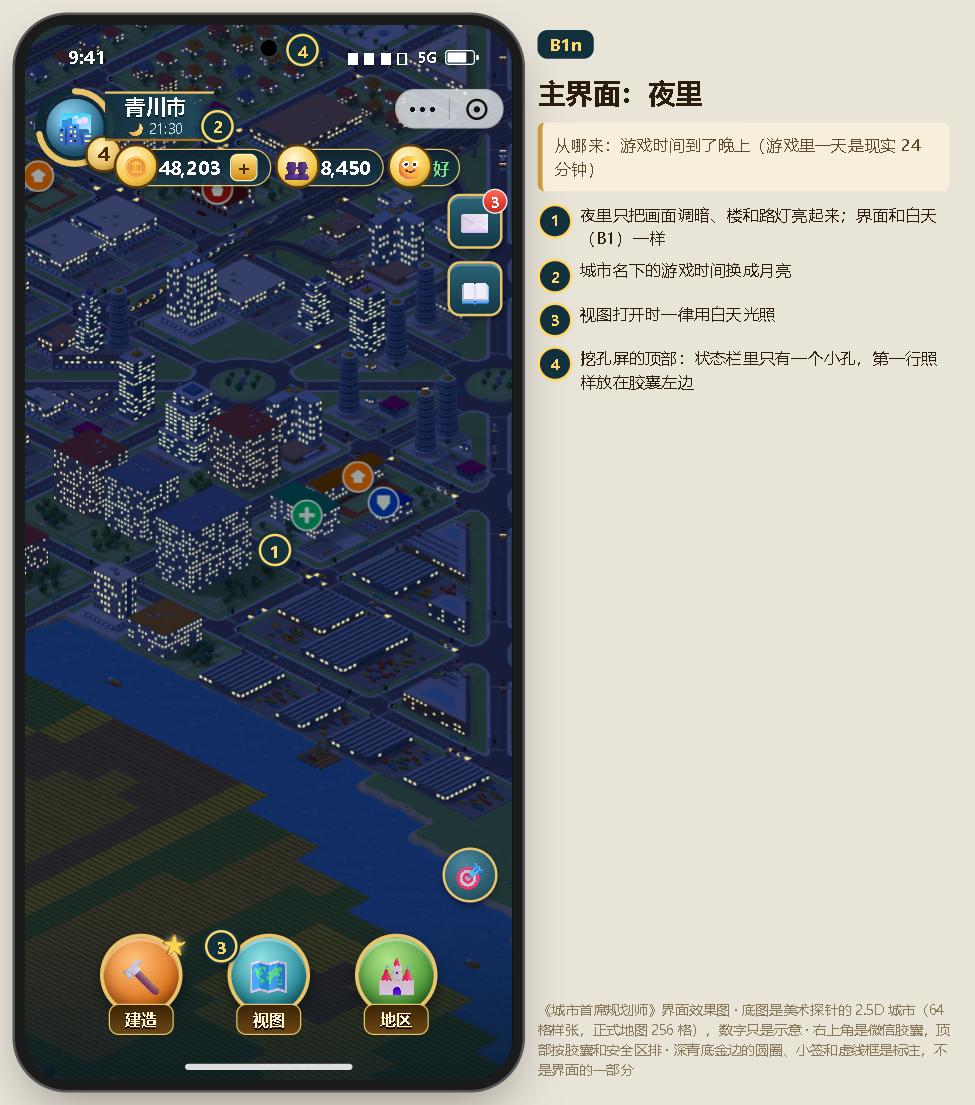 9:41
4
5G
青川市
21:30
2
4
48,203
+
8,450
好
3
1
3
建造
视图
地区
B1n
主界面：夜里
从哪来：游戏时间到了晚上（游戏里一天是现实 24
分钟）
1
夜里只把画面调暗、楼和路灯亮起来；界面和白天
（B1）一样
2
城市名下的游戏时间换成月亮
3
视图打开时一律用白天光照
4
挖孔屏的顶部：状态栏里只有一个小孔，第一行照
样放在胶囊左边
《城市首席规划师》界面效果图 · 底图是美术探针的 2.5D 城市（64
格样张，正式地图 256 格），数字只是示意 · 右上角是微信胶囊，顶
部按胶囊和安全区排 · 深青底金边的圆圈、小签和虚线框是标注，不
是界面的一部分